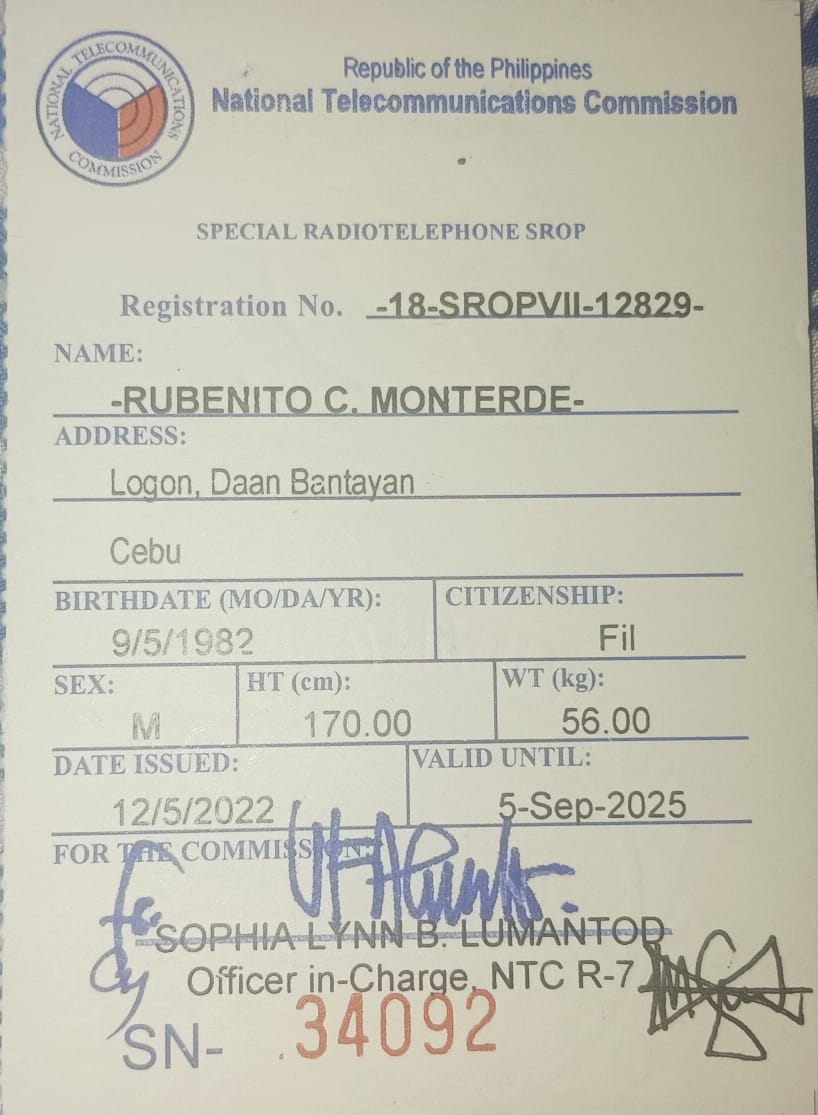 NATIONAL TELECOMMUNICATIONS COMMISSION
Republic of the Philippines
National Telecommunications Commission
SPECIAL RADIOTELEPHONE SROP
Registration No. -18-SROPVII-12829-
NAME:
-RUBENITO C. MONTERDE-
ADDRESS:
Logon, Daan Bantayan
Cebu
BIRTHDATE (MO/DA/YR): CITIZENSHIP:
9/5/1982 Fil
SEX: HT (cm): WT (kg):
M 170.00 56.00
DATE ISSUED: VALID UNTIL:
12/5/2022 5-Sep-2025
FOR THE COMMISSION:
SOPHIA LYNN B. LUMANTOD
Officer in-Charge, NTC R-7
SN- .34092